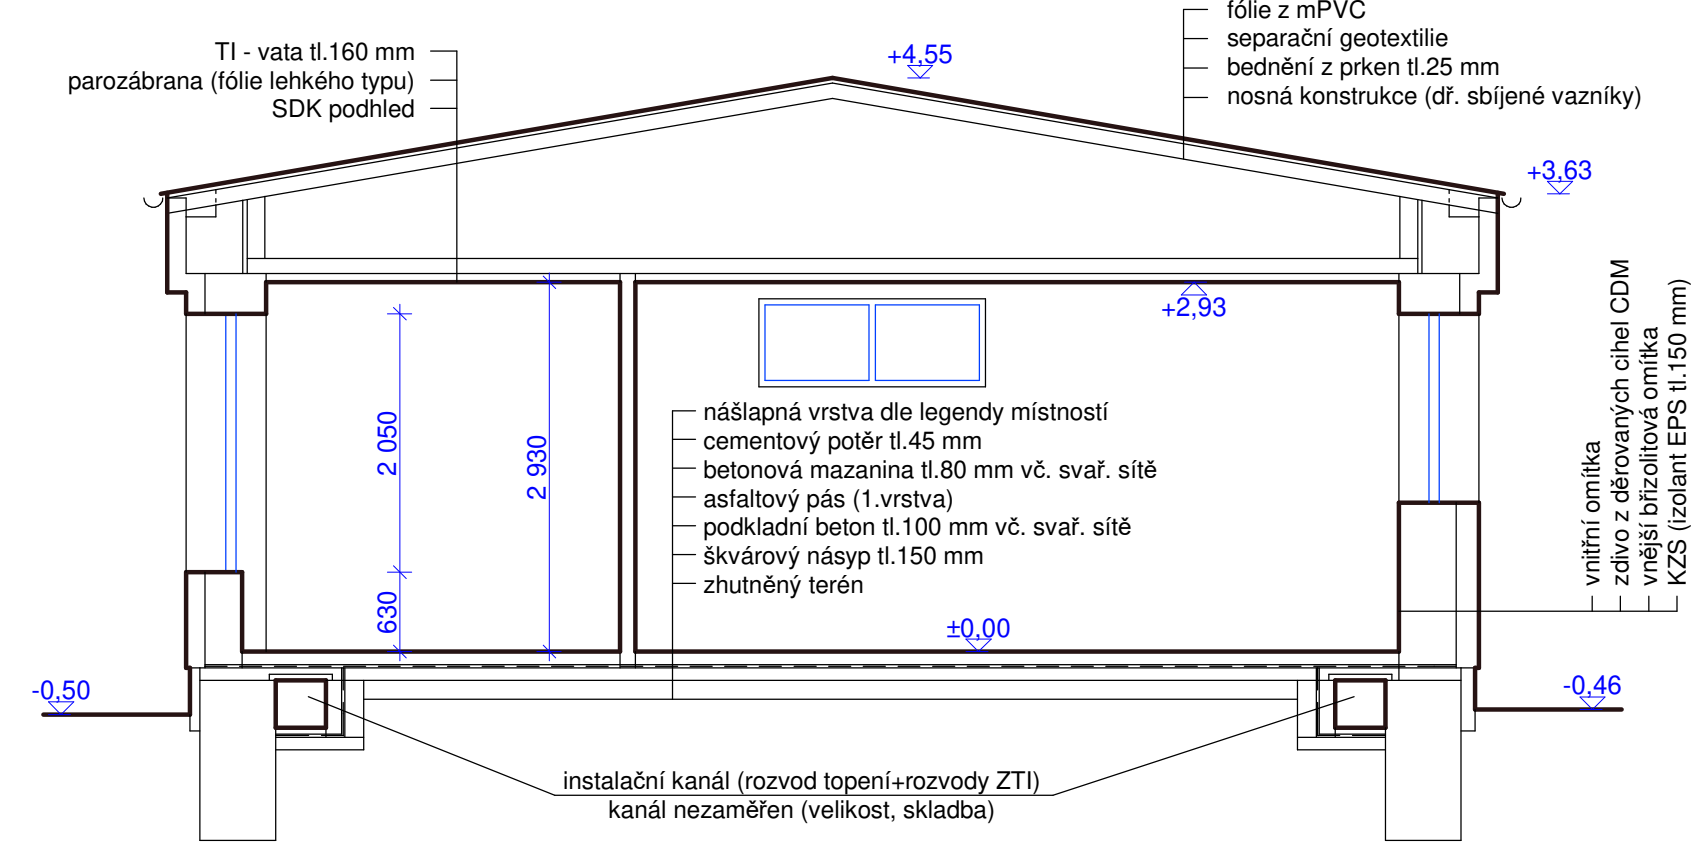 fólie z mPVC
separační geotextilie
bednění z prken tl.25 mm
nosná konstrukce (dř. sbíjené vazníky)
TI - vata tl.160 mm
parozábrana (fólie lehkého typu)
SDK podhled
+4,55
+3,63
+2,93
2 050
2 930
630
nášlapná vrstva dle legendy místností
cementový potěr tl.45 mm
betonová mazanina tl.80 mm vč. svař. sítě
asfaltový pás (1.vrstva)
podkladní beton tl.100 mm vč. svař. sítě
škvárový násyp tl.150 mm
zhutněný terén
±0,00
vnitřní omítka
zdivo z děrovaných cihel CDM
vnější břizolitová omítka
KZS (izolant EPS tl.150 mm)
-0,50
-0,46
instalační kanál (rozvod topení+rozvody ZTI)
kanál nezaměřen (velikost, skladba)